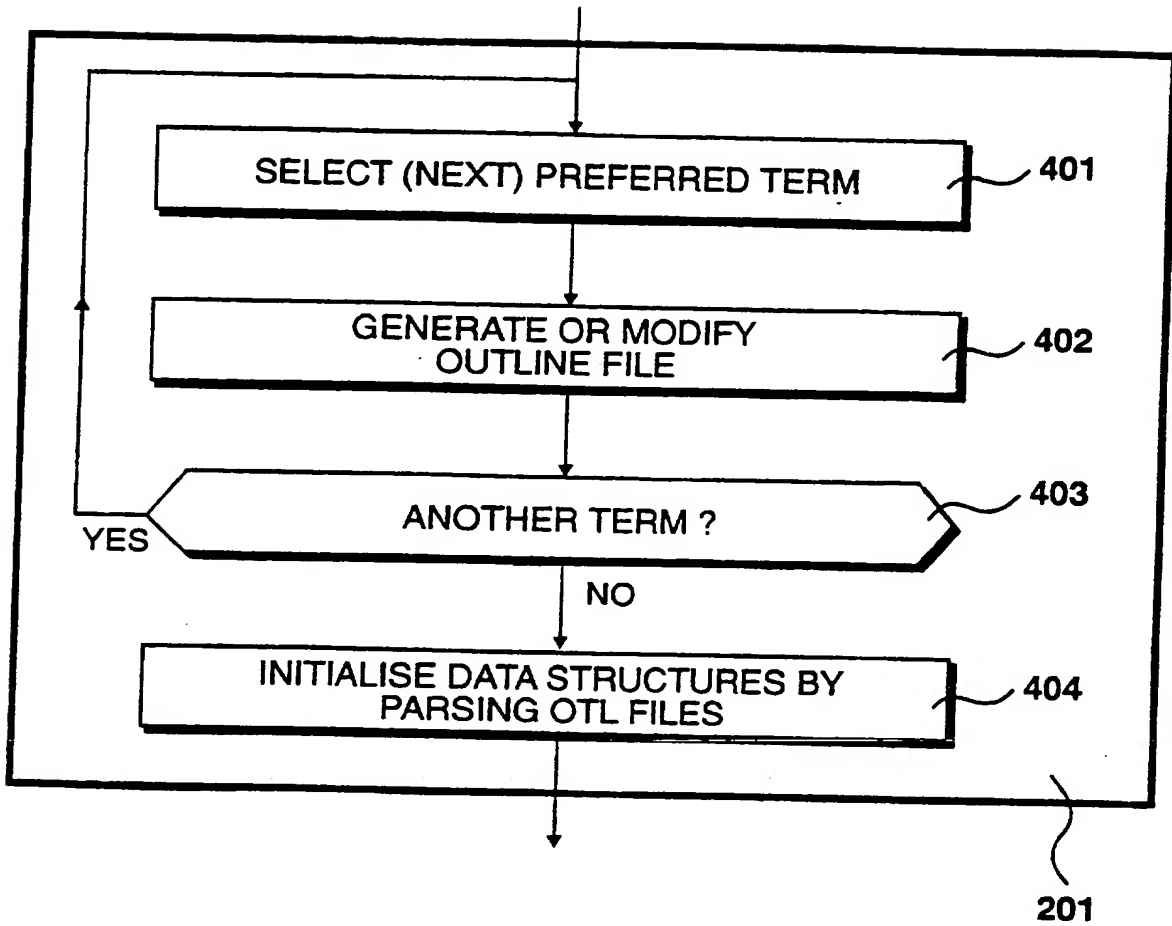 SELECT (NEXT) PREFERRED TERM
401
GENERATE OR MODIFY
OUTLINE FILE
402
ANOTHER TERM ?
403
YES
NO
INITIALISE DATA STRUCTURES BY
PARSING OTL FILES
404
201